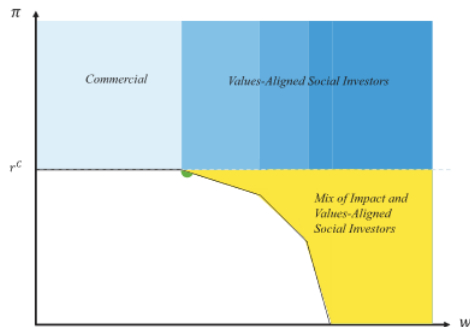 π
Commercial
Values-Aligned Social Investors
r^c
Mix of Impact and
Values-Aligned
Social Investors
w